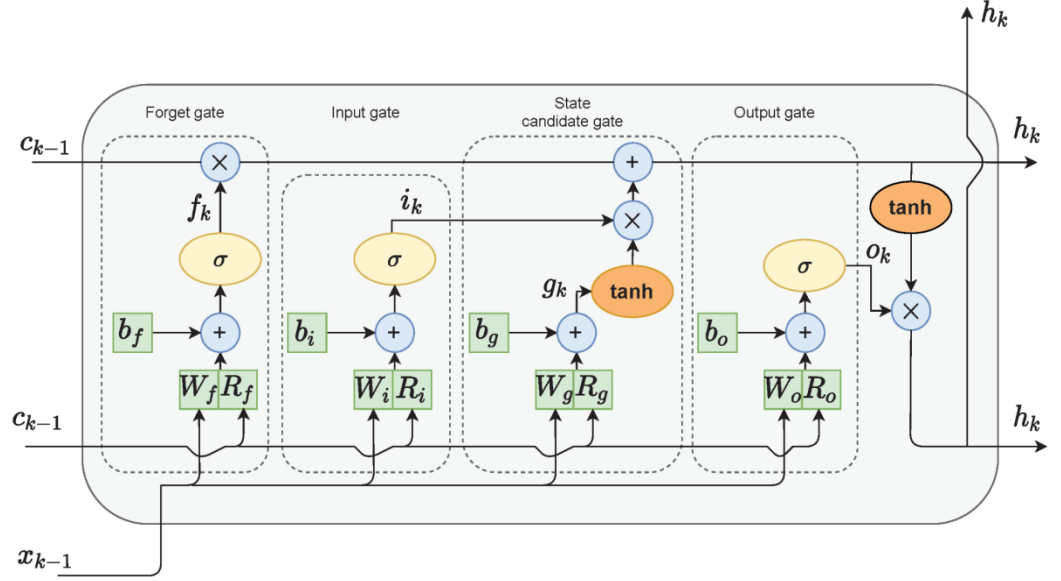 h_k
Forget gate
Input gate
State
candidate gate
Output gate
c_{k-1}
×
+
h_k
f_k
i_k
×
tanh
σ
σ
g_k
tanh
σ
o_k
×
b_f
+
b_i
+
b_g
+
b_o
+
W_f R_f
W_i R_i
W_g R_g
W_o R_o
c_{k-1}
h_k
x_{k-1}